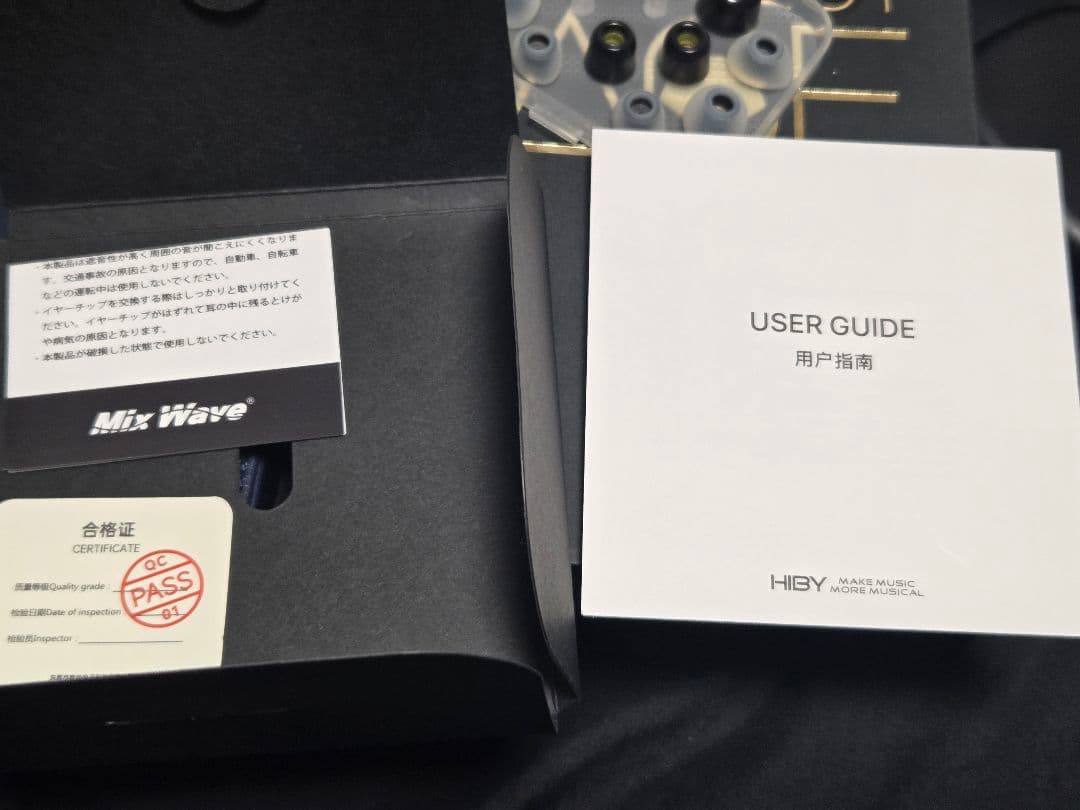 ・本製品は遮音性が高く周囲の音が聞こえにくくなりま
す。交通事故の原因となりますので、自動車、自転車
などの運転中は使用しないでください。
・イヤーチップを交換する際はしっかりと取り付けてく
ださい。イヤーチップがはずれて耳の中に残るとけが
や病気の原因となります。
・本製品が破損した状態で使用しないでください。
Mix Wave®
合格证
CERTIFICATE
质量等级Quality grade :
检验日期Date of inspection
检验员Inspector :
QC
PASS
01
USER GUIDE
用户指南
HIBY MAKE MUSIC
MORE MUSICAL